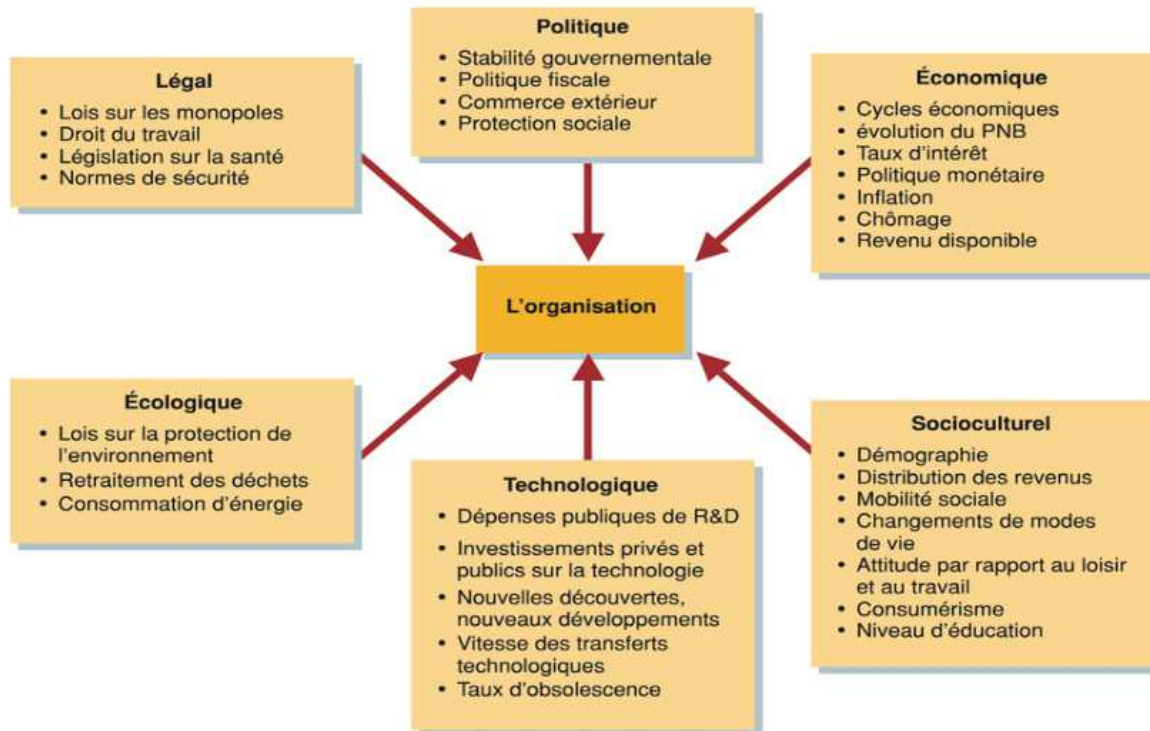 Politique
• Stabilité gouvernementale
• Politique fiscale
• Commerce extérieur
• Protection sociale
Légal
• Lois sur les monopoles
• Droit du travail
• Législation sur la santé
• Normes de sécurité
Économique
• Cycles économiques
• évolution du PNB
• Taux d'intérêt
• Politique monétaire
• Inflation
• Chômage
• Revenu disponible
L'organisation
Écologique
• Lois sur la protection de
l'environnement
• Retraitement des déchets
• Consommation d'énergie
Technologique
• Dépenses publiques de R&D
• Investissements privés et
publics sur la technologie
• Nouvelles découvertes,
nouveaux développements
• Vitesse des transferts
technologiques
• Taux d'obsolescence
Socioculturel
• Démographie
• Distribution des revenus
• Mobilité sociale
• Changements de modes
de vie
• Attitude par rapport au loisir
et au travail
• Consumérisme
• Niveau d'éducation